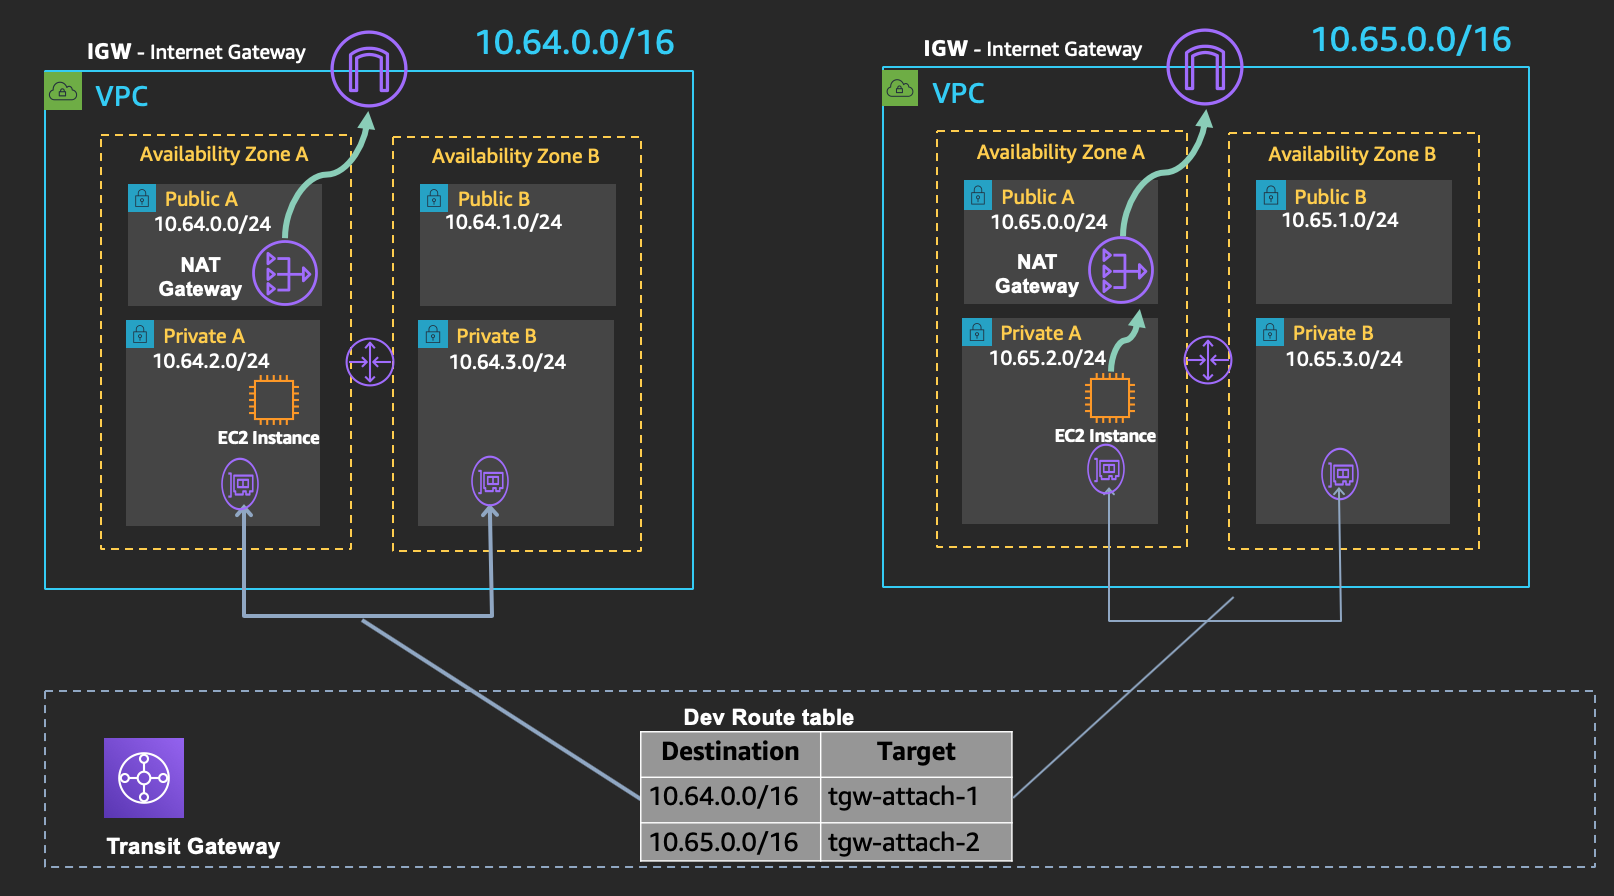 IGW - Internet Gateway
10.64.0.0/16
VPC
Availability Zone A
Public A
10.64.0.0/24
NAT
Gateway
Private A
10.64.2.0/24
EC2 Instance
Availability Zone B
Public B
10.64.1.0/24
Private B
10.64.3.0/24
IGW - Internet Gateway
10.65.0.0/16
VPC
Availability Zone A
Public A
10.65.0.0/24
NAT
Gateway
Private A
10.65.2.0/24
EC2 Instance
Availability Zone B
Public B
10.65.1.0/24
Private B
10.65.3.0/24
Transit Gateway
Dev Route table
Destination Target
10.64.0.0/16 tgw-attach-1
10.65.0.0/16 tgw-attach-2